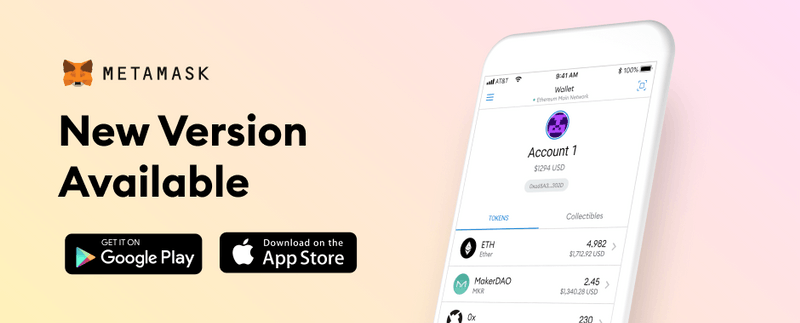 METAMASK
New Version
Available
GET IT ON
Google Play
Download on the
App Store
AT&T
9:41 AM
100%
Wallet
Ethereum Main Network
Account 1
$1294 USD
TOKENS
Collectibles
ETH
Ether
4.982
$1,712.92 USD
MakerDAO
MKR
2.45
$1,340.28 USD
0x
230